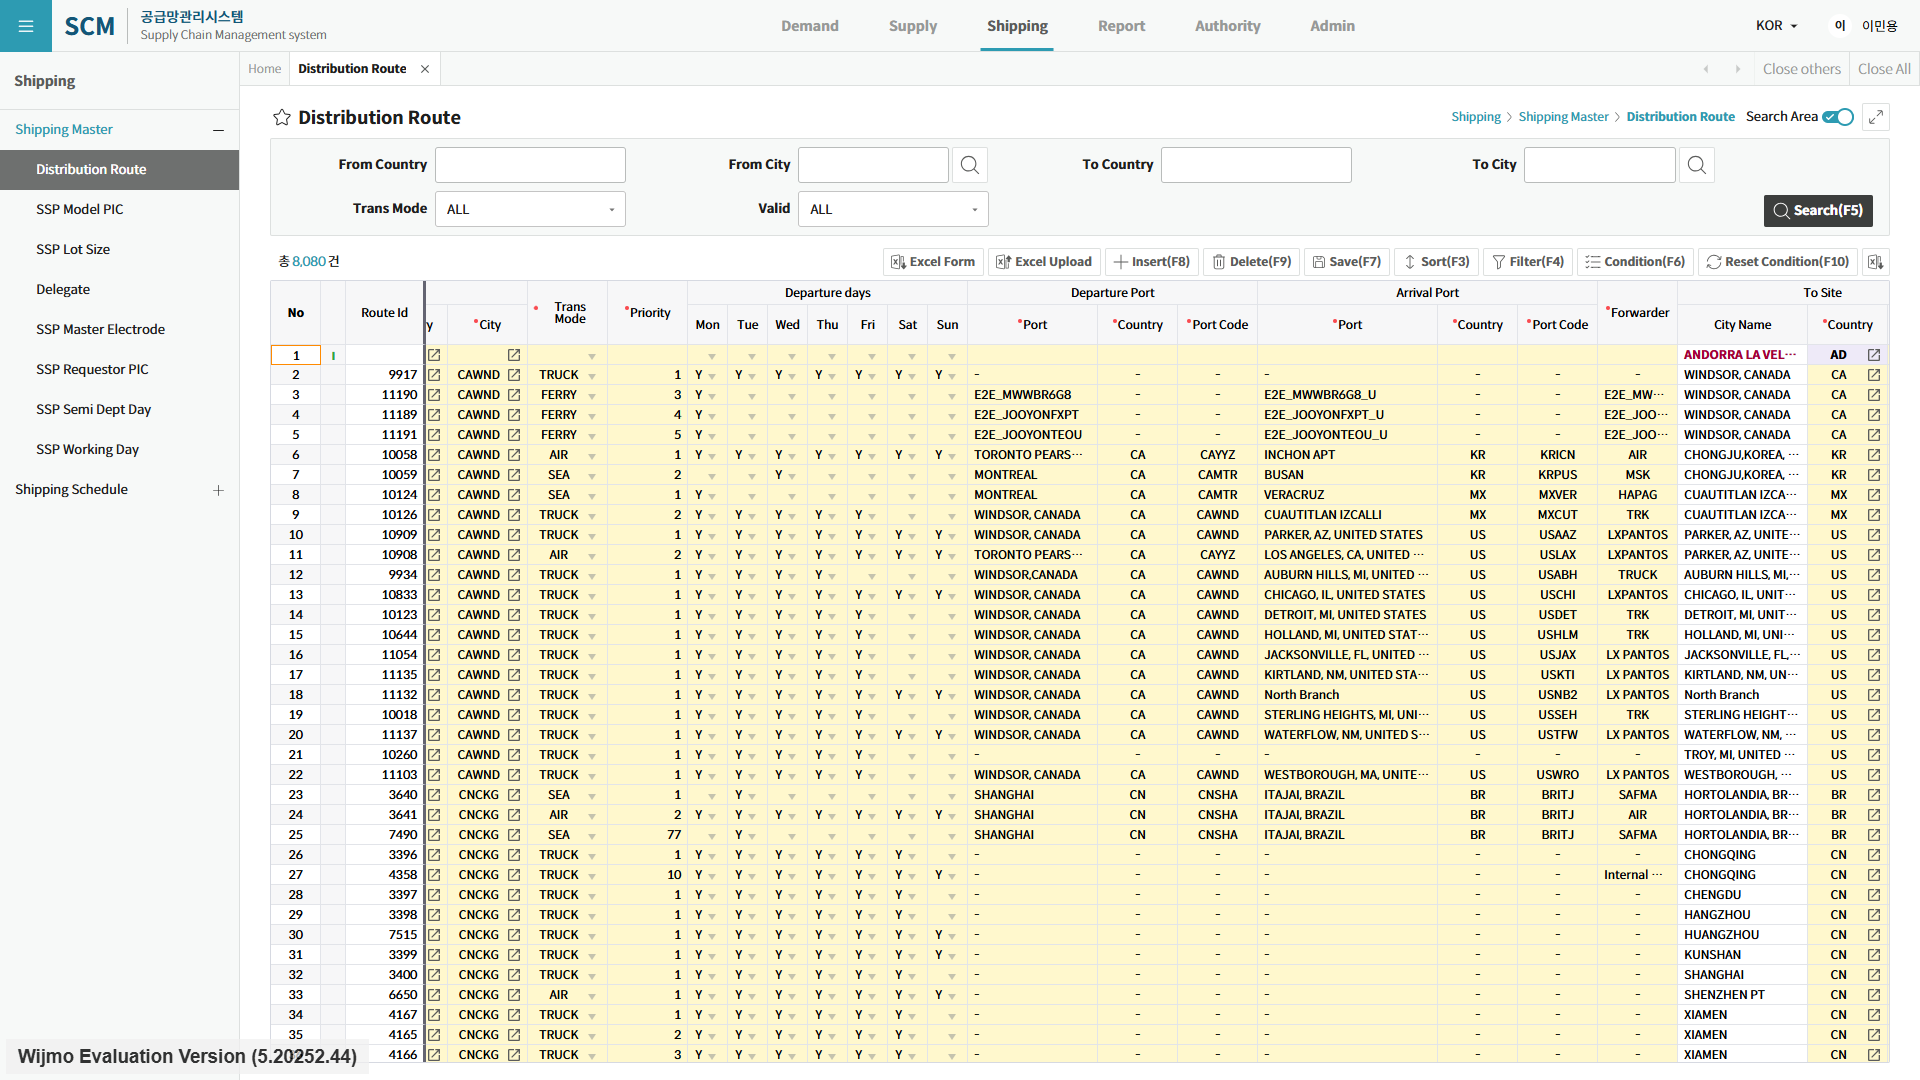 SCM
공급망관리시스템
Supply Chain Management system
Demand
Supply
Shipping
Report
Authority
Admin
KOR
이
이민용
Shipping
Home
Distribution Route
Close others
Close All
Shipping Master
Distribution Route
SSP Model PIC
SSP Lot Size
Delegate
SSP Master Electrode
SSP Requestor PIC
SSP Semi Dept Day
SSP Working Day
Shipping Schedule
Distribution Route
Shipping > Shipping Master > Distribution Route
Search Area
From Country
From City
To Country
To City
Trans Mode ALL
Valid ALL
Search(F5)
총 8,080 건
Excel Form
Excel Upload
Insert(F8)
Delete(F9)
Save(F7)
Sort(F3)
Filter(F4)
Condition(F6)
Reset Condition(F10)
No Route Id y *City *Trans Mode *Priority Departure days Departure Port Arrival Port *Forwarder To Site
Mon Tue Wed Thu Fri Sat Sun *Port *Country *Port Code *Port *Country *Port Code City Name *Country
1 I ANDORRA LA VEL··· AD
2 9917 CAWND TRUCK 1 Y Y Y Y Y Y Y - - - - - - - WINDSOR, CANADA CA
3 11190 CAWND FERRY 3 Y E2E_MWWBR6G8 - - E2E_MWWBR6G8_U - - E2E_MW··· WINDSOR, CANADA CA
4 11189 CAWND FERRY 4 Y E2E_JOOYONFXPT - - E2E_JOOYONFXPT_U - - E2E_JOO··· WINDSOR, CANADA CA
5 11191 CAWND FERRY 5 Y E2E_JOOYONTEOU - - E2E_JOOYONTEOU_U - - E2E_JOO··· WINDSOR, CANADA CA
6 10058 CAWND AIR 1 Y Y Y Y Y Y Y TORONTO PEARS··· CA CAYYZ INCHON APT KR KRICN AIR CHONGJU,KOREA, ··· KR
7 10059 CAWND SEA 2 Y MONTREAL CA CAMTR BUSAN KR KRPUS MSK CHONGJU,KOREA, ··· KR
8 10124 CAWND SEA 1 Y MONTREAL CA CAMTR VERACRUZ MX MXVER HAPAG CUAUTITLAN IZCA··· MX
9 10126 CAWND TRUCK 2 Y Y Y Y Y WINDSOR, CANADA CA CAWND CUAUTITLAN IZCALLI MX MXCUT TRK CUAUTITLAN IZCA··· MX
10 10909 CAWND TRUCK 1 Y Y Y Y Y Y Y WINDSOR, CANADA CA CAWND PARKER, AZ, UNITED STATES US USAAZ LXPANTOS PARKER, AZ, UNITE··· US
11 10908 CAWND AIR 2 Y Y Y Y Y Y Y TORONTO PEARS··· CA CAYYZ LOS ANGELES, CA, UNITED ··· US USLAX LXPANTOS PARKER, AZ, UNITE··· US
12 9934 CAWND TRUCK 1 Y Y Y Y WINDSOR,CANADA CA CAWND AUBURN HILLS, MI, UNITED ··· US USABH TRUCK AUBURN HILLS, MI,··· US
13 10833 CAWND TRUCK 1 Y Y Y Y Y Y Y WINDSOR, CANADA CA CAWND CHICAGO, IL, UNITED STATES US USCHI LXPANTOS CHICAGO, IL, UNIT··· US
14 10123 CAWND TRUCK 1 Y Y Y Y Y WINDSOR, CANADA CA CAWND DETROIT, MI, UNITED STATES US USDET TRK DETROIT, MI, UNIT··· US
15 10644 CAWND TRUCK 1 Y Y Y Y Y WINDSOR, CANADA CA CAWND HOLLAND, MI, UNITED STAT··· US USHLM TRK HOLLAND, MI, UNI··· US
16 11054 CAWND TRUCK 1 Y Y Y Y Y WINDSOR, CANADA CA CAWND JACKSONVILLE, FL, UNITED ··· US USJAX LX PANTOS JACKSONVILLE, FL,··· US
17 11135 CAWND TRUCK 1 Y Y Y Y Y WINDSOR, CANADA CA CAWND KIRTLAND, NM, UNITED STA··· US USKTI LX PANTOS KIRTLAND, NM, UN··· US
18 11132 CAWND TRUCK 1 Y Y Y Y Y Y Y WINDSOR, CANADA CA CAWND North Branch US USNB2 LX PANTOS North Branch US
19 10018 CAWND TRUCK 1 Y Y Y Y Y WINDSOR, CANADA CA CAWND STERLING HEIGHTS, MI, UNI··· US USSEH TRK STERLING HEIGHT··· US
20 11137 CAWND TRUCK 1 Y Y Y Y Y Y Y WINDSOR, CANADA CA CAWND WATERFLOW, NM, UNITED S··· US USTFW LX PANTOS WATERFLOW, NM, ··· US
21 10260 CAWND TRUCK 1 Y Y Y Y Y - - - - - - - TROY, MI, UNITED ··· US
22 11103 CAWND TRUCK 1 Y Y Y Y Y WINDSOR, CANADA CA CAWND WESTBOROUGH, MA, UNITE··· US USWRO LX PANTOS WESTBOROUGH, ··· US
23 3640 CNCKG SEA 1 Y SHANGHAI CN CNSHA ITAJAI, BRAZIL BR BRITJ SAFMA HORTOLANDIA, BR··· BR
24 3641 CNCKG AIR 2 Y Y Y Y Y Y Y SHANGHAI CN CNSHA ITAJAI, BRAZIL BR BRITJ AIR HORTOLANDIA, BR··· BR
25 7490 CNCKG SEA 77 Y SHANGHAI CN CNSHA ITAJAI, BRAZIL BR BRITJ SAFMA HORTOLANDIA, BR··· BR
26 3396 CNCKG TRUCK 1 Y Y Y Y Y Y - - - - - - - CHONGQING CN
27 4358 CNCKG TRUCK 10 Y Y Y Y Y Y - - - - - - Internal ··· CHONGQING CN
28 3397 CNCKG TRUCK 1 Y Y Y Y Y Y - - - - - - - CHENGDU CN
29 3398 CNCKG TRUCK 1 Y Y Y Y Y Y - - - - - - - HANGZHOU CN
30 7515 CNCKG TRUCK 1 Y Y Y Y Y Y Y - - - - - - - HUANGZHOU CN
31 3399 CNCKG TRUCK 1 Y Y Y Y Y Y Y - - - - - - - KUNSHAN CN
32 3400 CNCKG TRUCK 1 Y Y Y Y Y Y - - - - - - - SHANGHAI CN
33 6650 CNCKG AIR 1 Y Y Y Y Y Y Y - - - - - - - SHENZHEN PT CN
34 4167 CNCKG TRUCK 1 Y Y Y Y Y Y - - - - - - - XIAMEN CN
35 4165 CNCKG TRUCK 2 Y Y Y Y Y Y - - - - - - - XIAMEN CN
4166 CNCKG TRUCK 3 Y Y Y Y Y Y - - - - - - - XIAMEN CN
Wijmo Evaluation Version (5.20252.44)